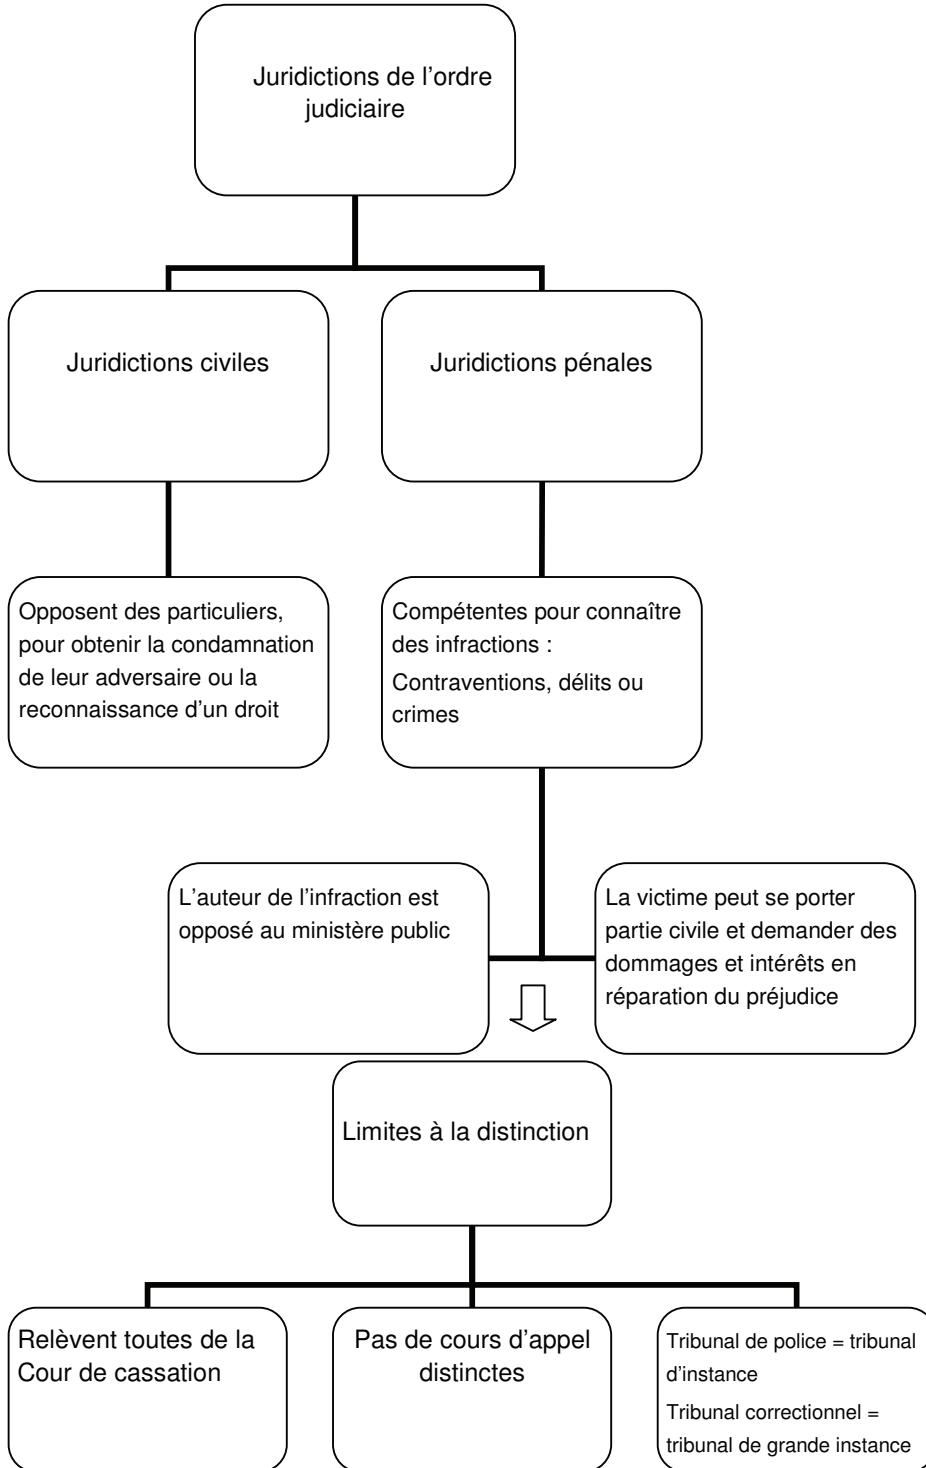 Juridictions de l'ordre
judiciaire
Juridictions civiles
Juridictions pénales
Opposent des particuliers,
pour obtenir la condamnation
de leur adversaire ou la
reconnaissance d'un droit
Compétentes pour connaître
des infractions :
Contraventions, délits ou
crimes
L'auteur de l'infraction est
opposé au ministère public
La victime peut se porter
partie civile et demander des
dommages et intérêts en
réparation du préjudice
Limites à la distinction
Relèvent toutes de la
Cour de cassation
Pas de cours d'appel
distinctes
Tribunal de police = tribunal
d'instance
Tribunal correctionnel =
tribunal de grande instance